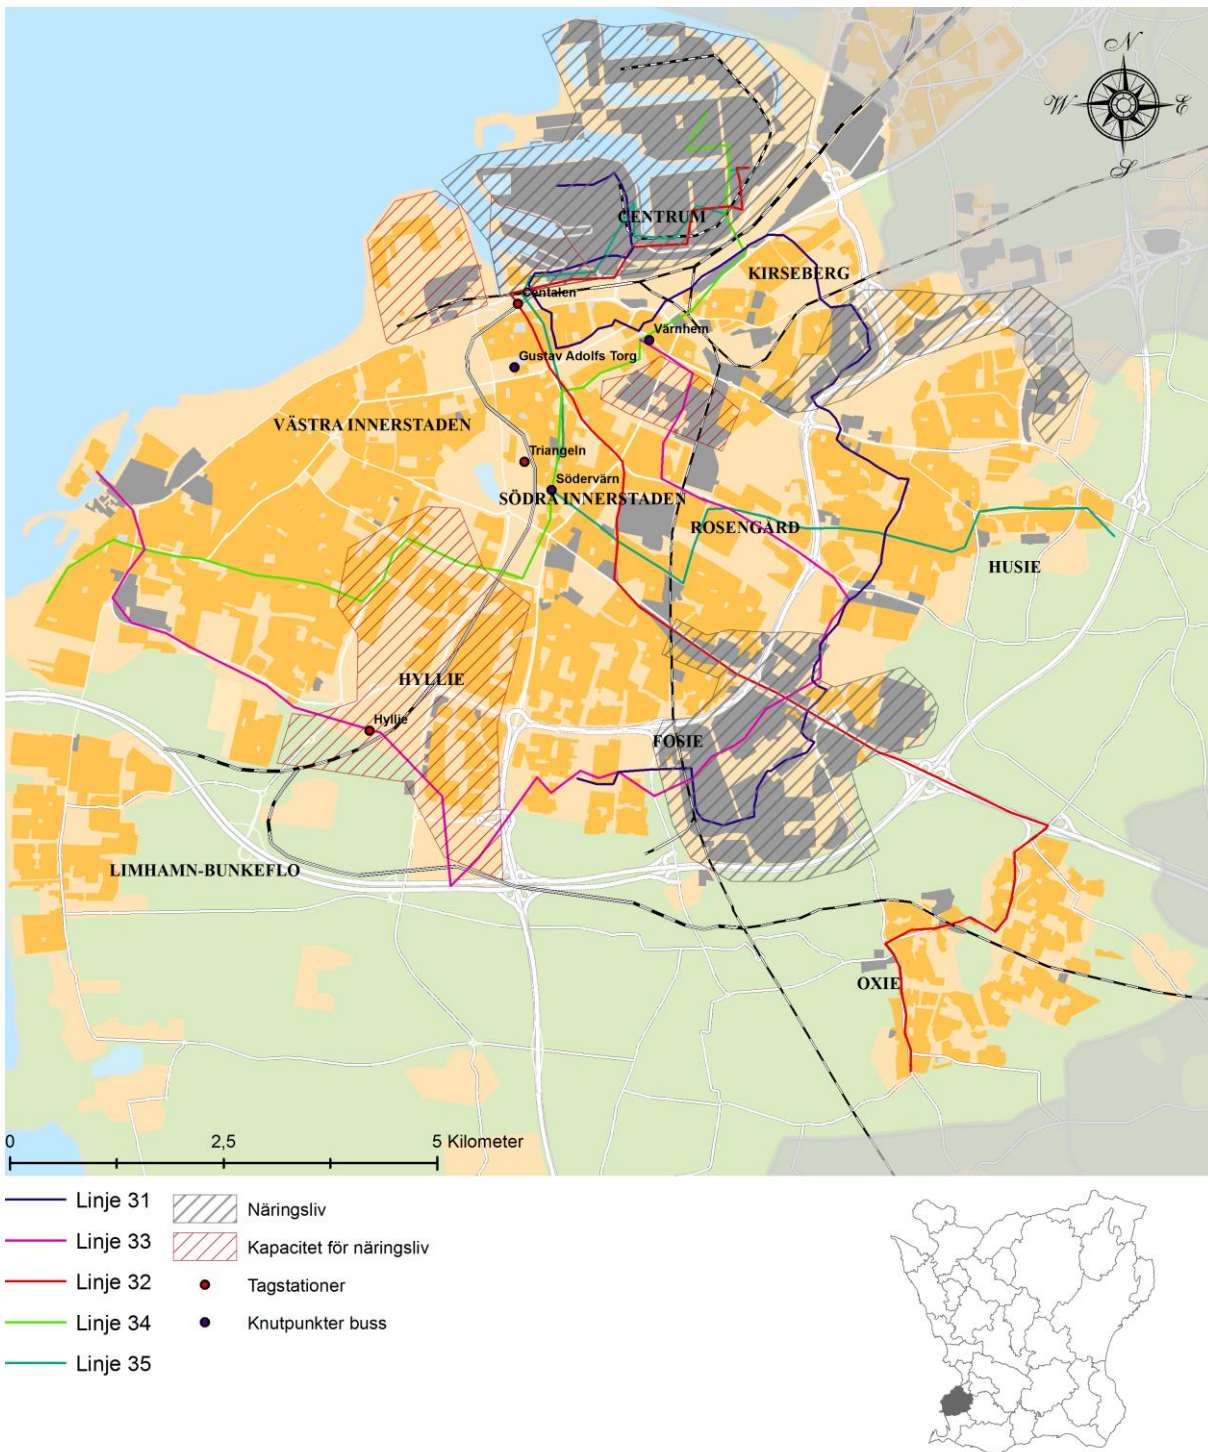 N
W E
S
CENTRUM
KIRSEBERG
Centalen
Värnhem
Gustav Adolfs Torg
VÄSTRA INNERSTADEN
Triangeln
Södervärn
SÖDRA INNERSTADEN
ROSENGÅRD
HUSIE
HYLLIE
Hyllie
FOSIE
LIMHAMN-BUNKEFLO
OXIE
0 2,5 5 Kilometer
Linje 31
Linje 33
Linje 32
Linje 34
Linje 35
Näringsliv
Kapacitet för näringsliv
Tagstationer
Knutpunkter buss